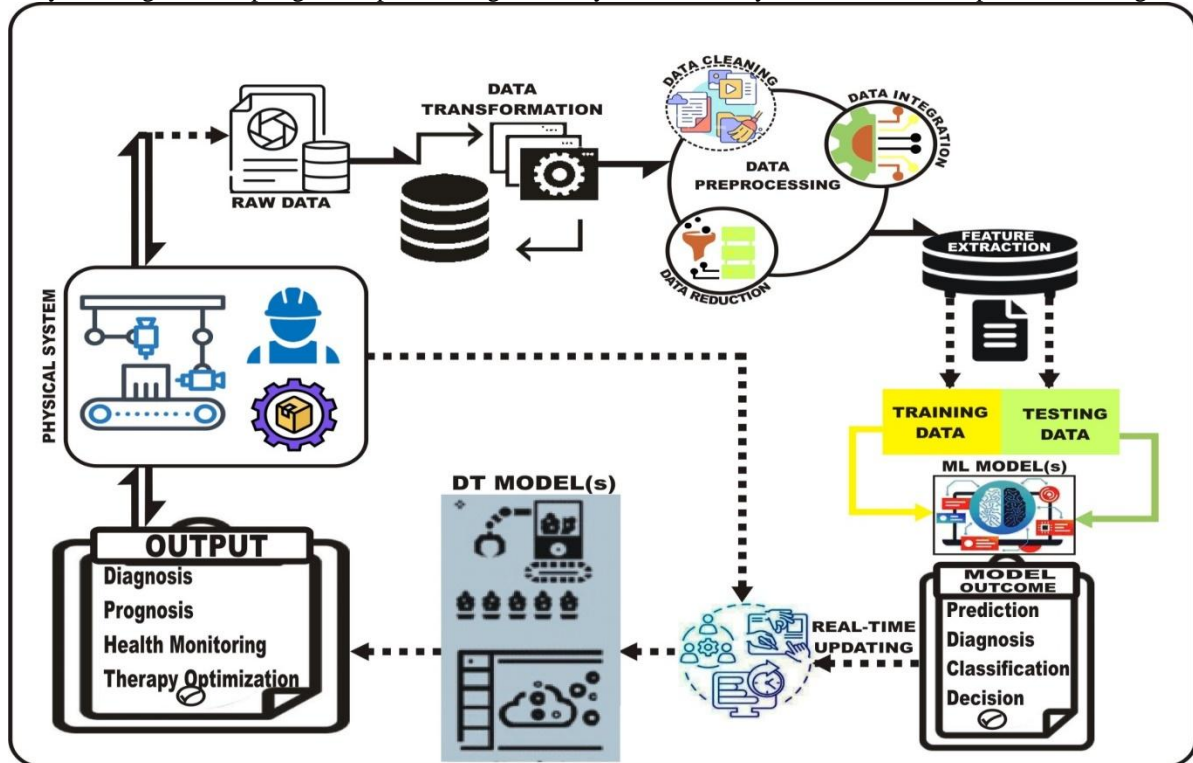 DATA
TRANSFORMATION
RAW DATA
DATA CLEANING
DATA INTEGRATION
DATA
PREPROCESSING
DATA REDUCTION
FEATURE
EXTRACTION
PHYSICAL SYSTEM
TRAINING
DATA
TESTING
DATA
ML MODEL(s)
MODEL
OUTCOME
Prediction
Diagnosis
Classification
Decision
REAL-TIME
UPDATING
DT MODEL(s)
OUTPUT
Diagnosis
Prognosis
Health Monitoring
Therapy Optimization